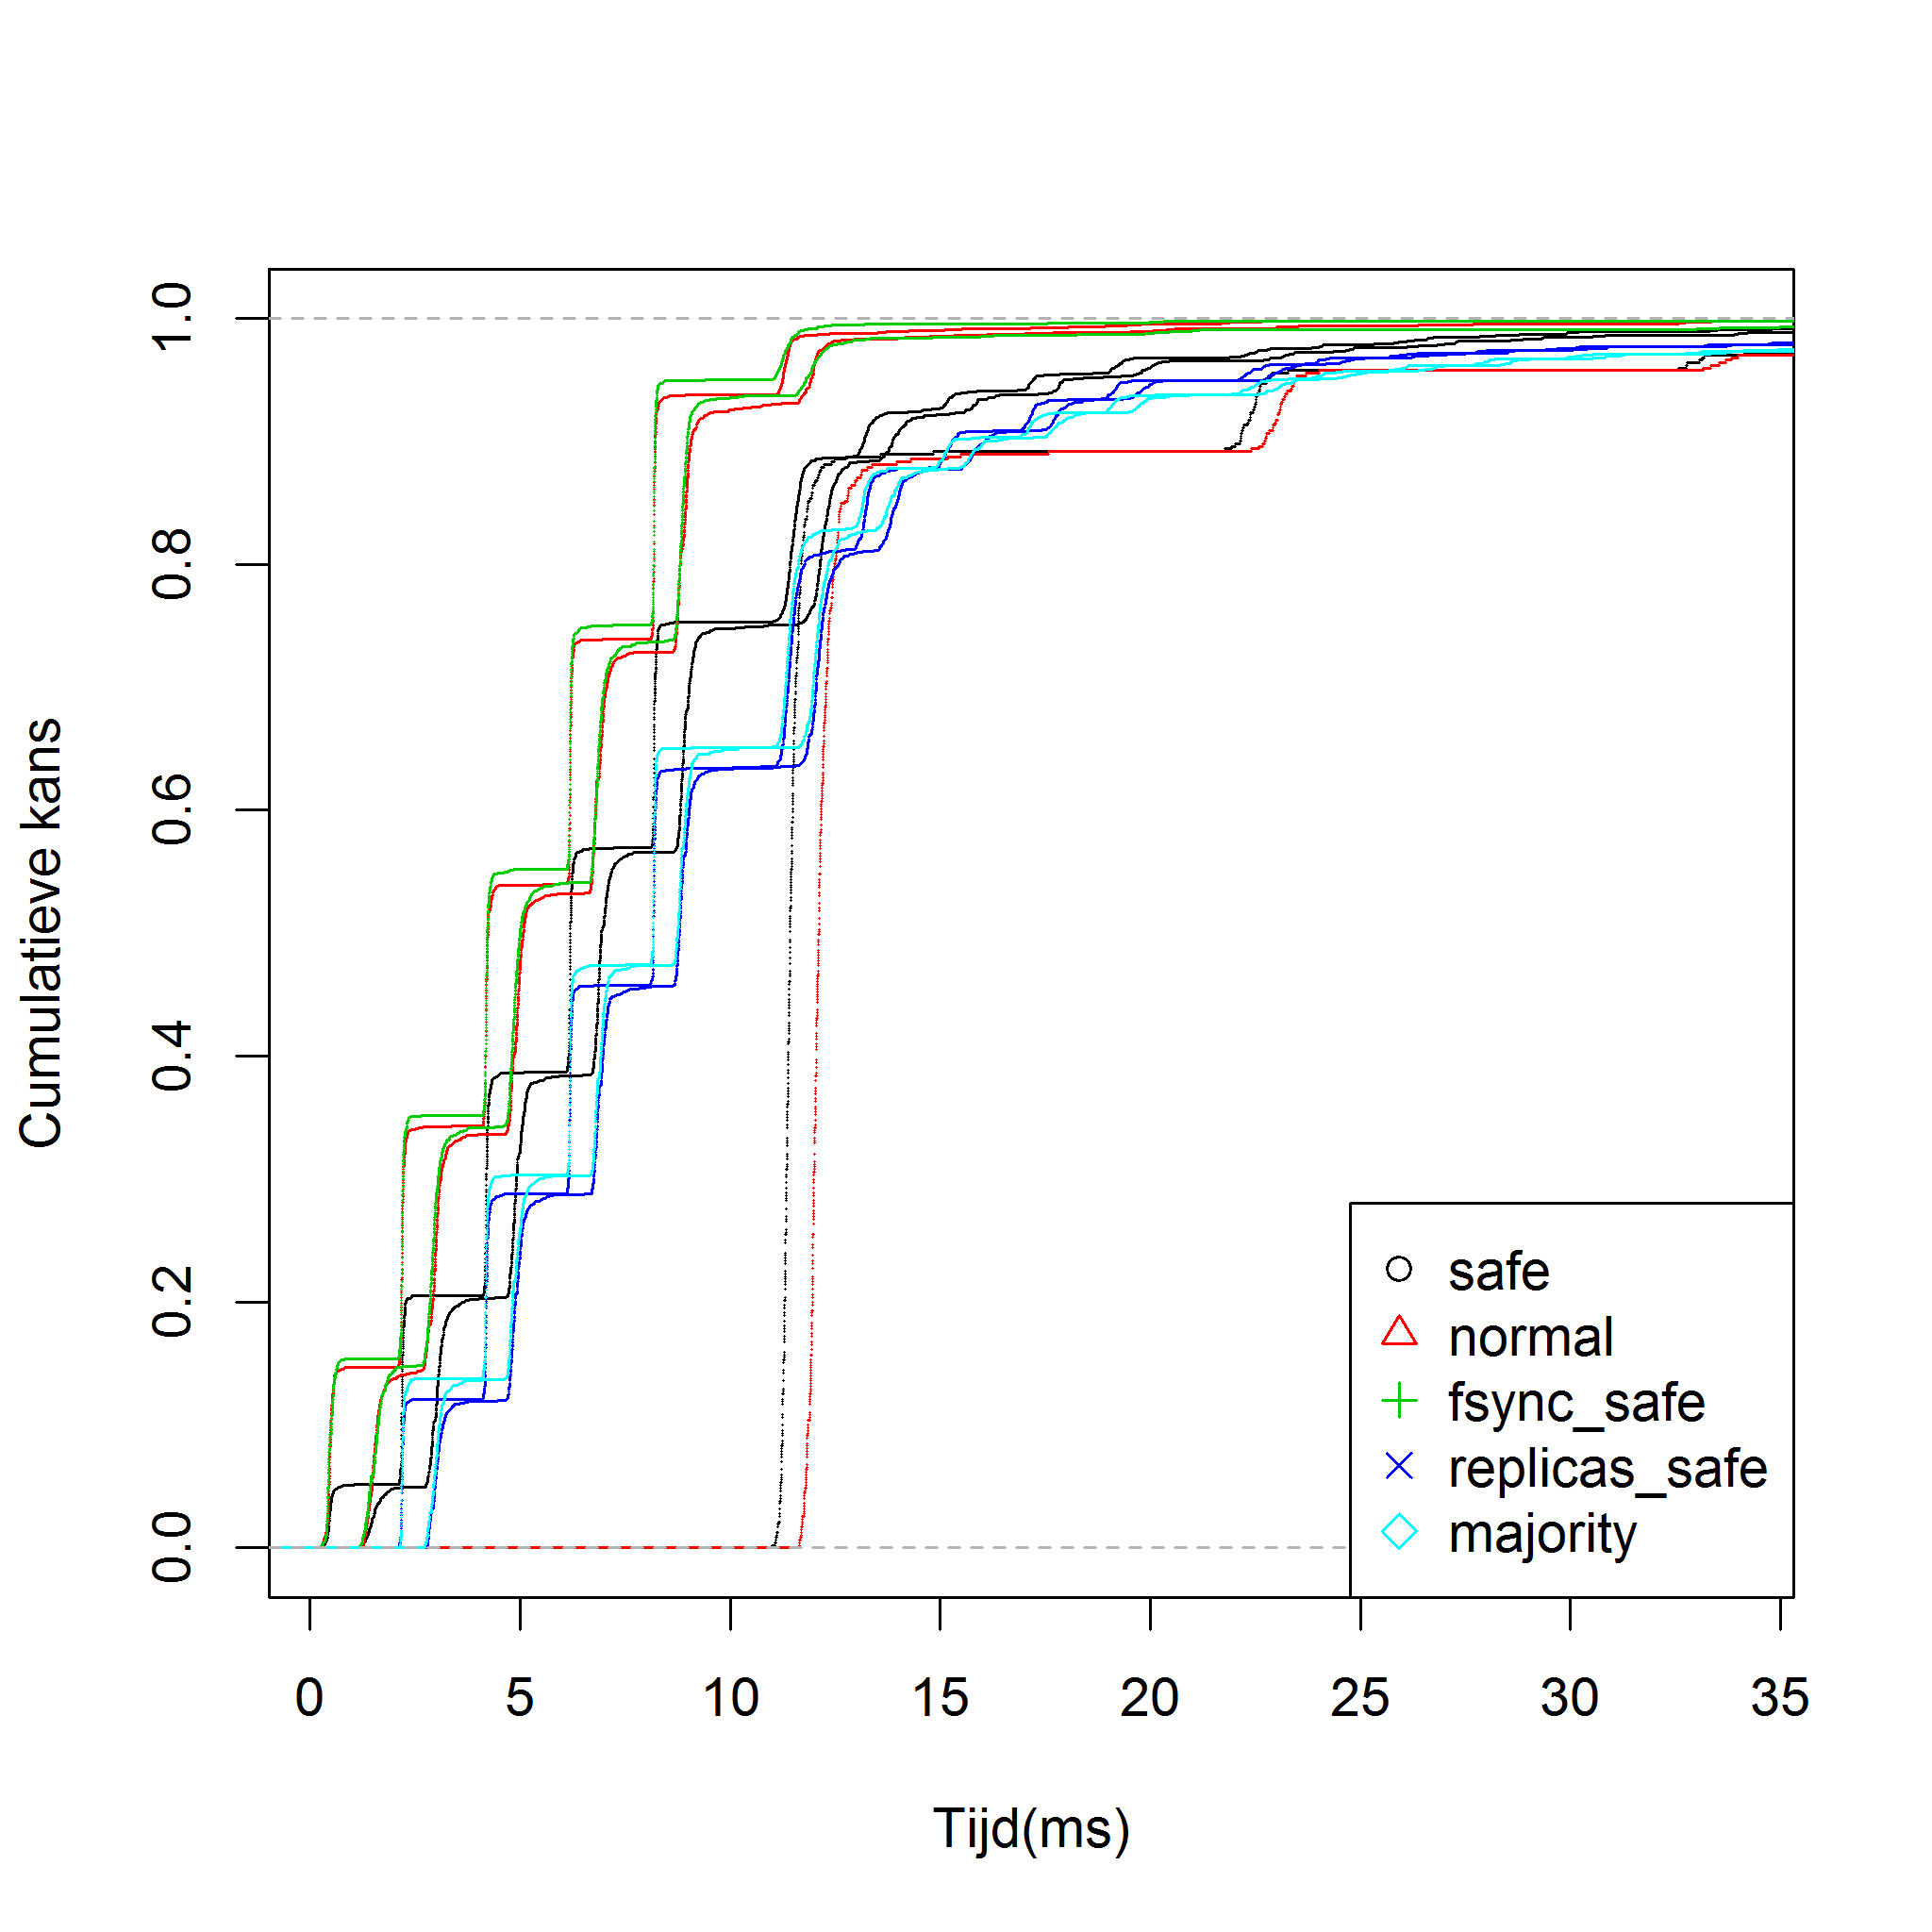 Cumulatieve kans
1.0
0.8
0.6
0.4
0.2
0.0
safe
normal
fsync_safe
replicas_safe
majority
0 5 10 15 20 25 30 35
Tijd(ms)